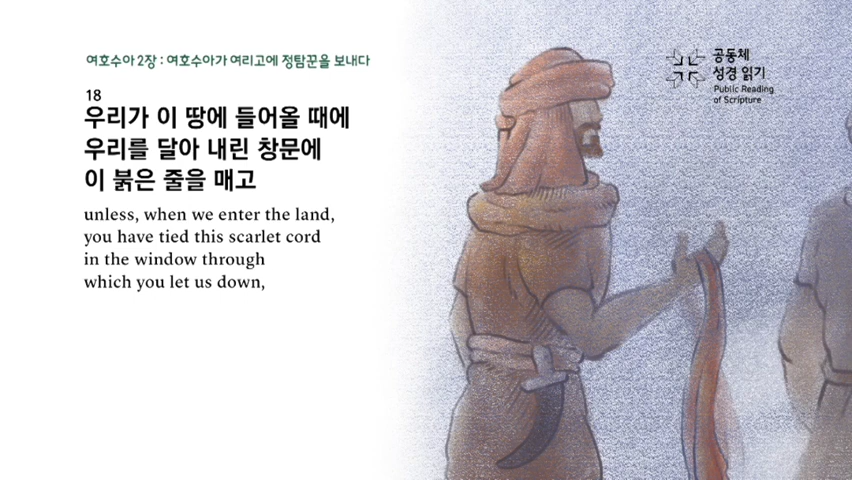 여호수아 2장 : 여호수아가 여리고에 정탐꾼을 보내다
18
우리가 이 땅에 들어올 때에
우리를 달아 내린 창문에
이 붉은 줄을 매고
unless, when we enter the land,
you have tied this scarlet cord
in the window through
which you let us down,
공동체
성경 읽기
Public Reading
of Scripture